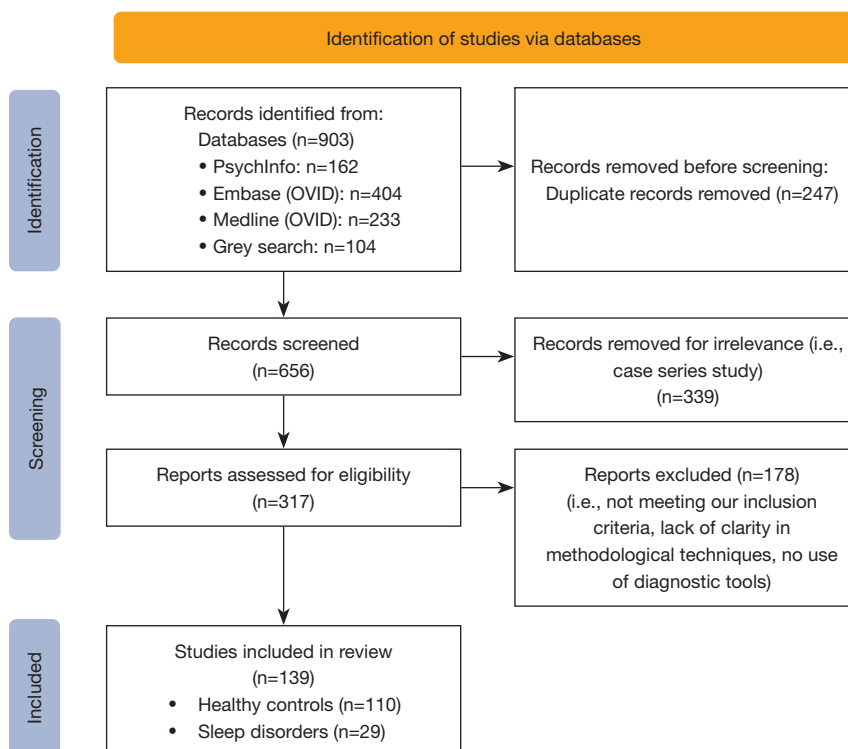 Identification of studies via databases
Identification
Records identified from:
Databases (n=903)
• PsychInfo: n=162
• Embase (OVID): n=404
• Medline (OVID): n=233
• Grey search: n=104
Records removed before screening:
Duplicate records removed (n=247)
Screening
Records screened
(n=656)
Records removed for irrelevance (i.e.,
case series study)
(n=339)
Reports assessed for eligibility
(n=317)
Reports excluded (n=178)
(i.e., not meeting our inclusion
criteria, lack of clarity in
methodological techniques, no use
of diagnostic tools)
Included
Studies included in review
(n=139)
• Healthy controls (n=110)
• Sleep disorders (n=29)